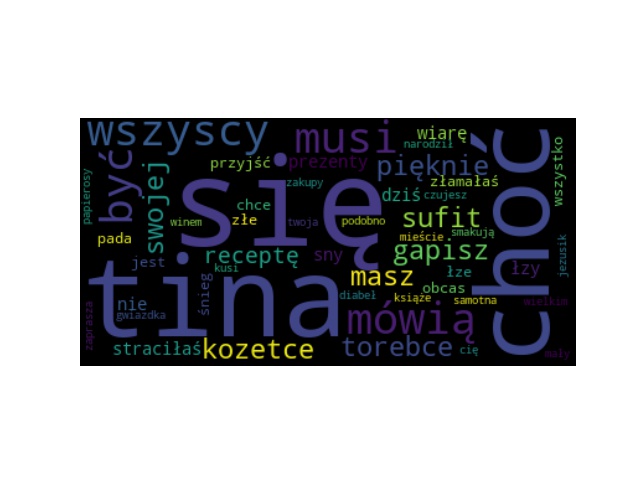 wszyscy
musi
wiarę
narodził
choć
wszystko
być
swojej
przyjść
prezenty
pięknie
się
zakupy
złamałaś
dziś
czujesz
papierosy
chce
winem
złe
twoja
podobno
sufit
smakują
mieście
pada
receptę
sny
gapisz
jezusik
jest
kusi
masz
łze
łzy
śnieg
tina
diabeł
obcas
nie
gwiazdka
książe
samotna
wielkim
mówią
zaprasza
straciłaś
kozetce
torebce
cię
mały